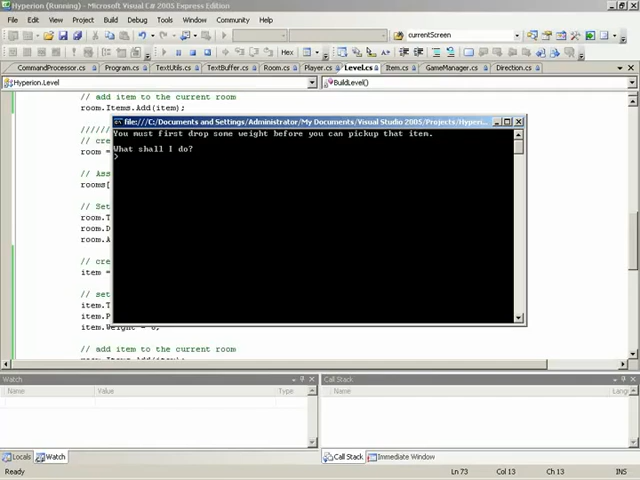 Hyperion (Running) - Microsoft Visual C# 2005 Express Edition
File Edit View Project Build Debug Tools Window Community Help
currentScreen
Hex
CommandProcessor.cs Program.cs TextUtils.cs TextBuffer.cs Room.cs Player.cs Level.cs Item.cs GameManager.cs Direction.cs
Hyperion.Level BuildLevel()
// add item to the current room
room.Items.Add(item);
// cre
room =
// Ass
rooms[
// Set
room.T
room.D
room.A
// cre
item =
// set
item.T
item.P
item.Weight = 6;
// add item to the current room
file:///C:/Documents and Settings/Administrator/My Documents/Visual Studio 2005/Projects/Hyperi...
You must first drop some weight before you can pickup that item.
What shall I do?
>
Watch
Name Value Type
Call Stack
Name Lang
Locals Watch
Call Stack Immediate Window
Ready Ln 73 Col 13 Ch 13 INS